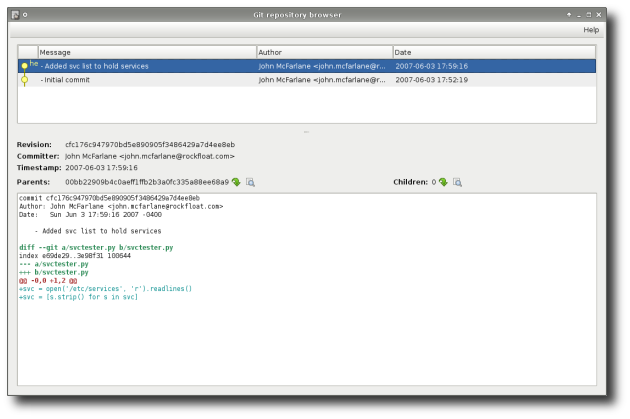 Git repository browser
Help
Message Author Date
he - Added svc list to hold services John McFarlane <john.mcfarlane@r... 2007-06-03 17:59:16
- Initial commit John McFarlane <john.mcfarlane@r... 2007-06-03 17:52:19
Revision: cfc176c947970bd5e890905f3486429a7d4ee8eb
Committer: John McFarlane <john.mcfarlane@rockfloat.com>
Timestamp: 2007-06-03 17:59:16
Parents: 00bb22909b4c0aeff1ffb2b3a0fc335a88ee68a9 Children: 0
commit cfc176c947970bd5e890905f3486429a7d4ee8eb
Author: John McFarlane <john.mcfarlane@rockfloat.com>
Date: Sun Jun 3 17:59:16 2007 -0400
- Added svc list to hold services
diff --git a/svctester.py b/svctester.py
index e69de29..3e98f31 100644
--- a/svctester.py
+++ b/svctester.py
@@ -0,0 +1,2 @@
+svc = open('/etc/services', 'r').readlines()
+svc = [s.strip() for s in svc]